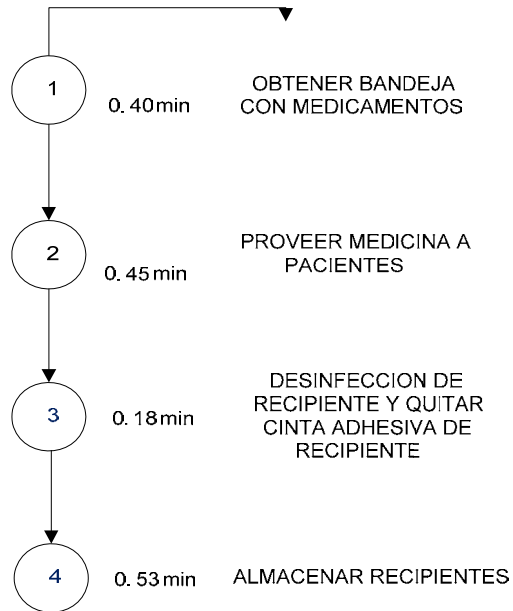 1
0.40min
OBTENER BANDEJA
CON MEDICAMENTOS
2
0.45min
PROVEER MEDICINA A
PACIENTES
3
0.18min
DESINFECCION DE
RECIPIENTE Y QUITAR
CINTA ADHESIVA DE
RECIPIENTE
4
0.53min
ALMACENAR RECIPIENTES